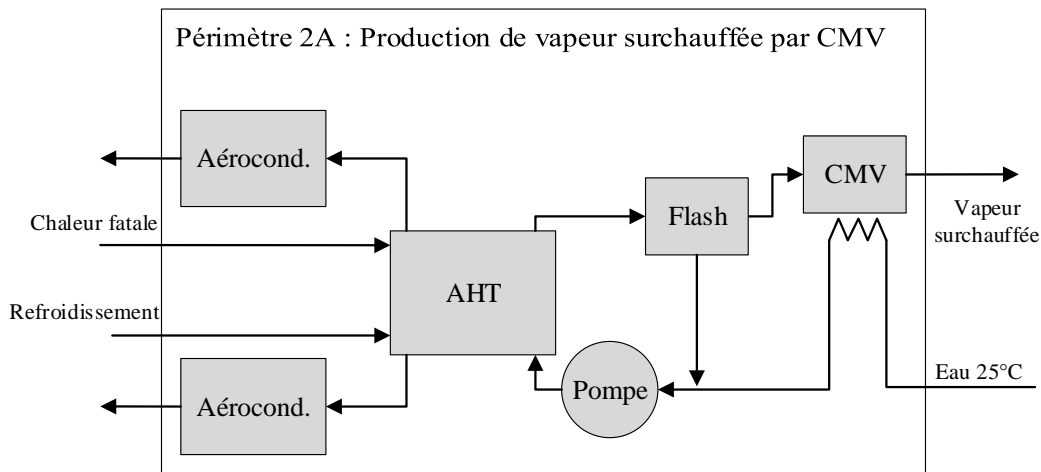 Périmètre 2A : Production de vapeur surchauffée par CMV
Aérocond.
CMV
Chaleur fatale
Flash
Vapeur
surchauffée
AHT
Refroidissement
Pompe
Eau 25°C
Aérocond.